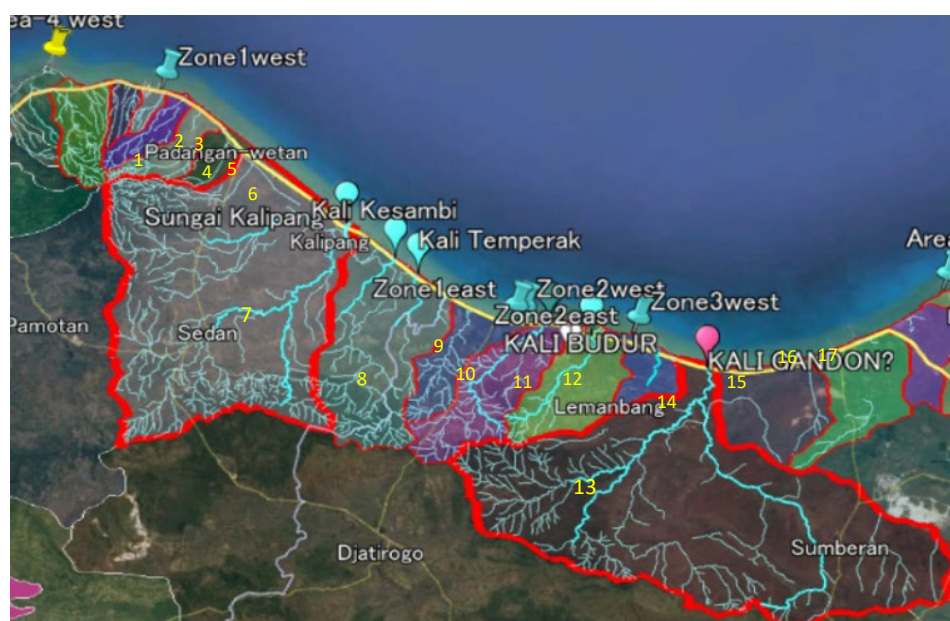 ea-4_west
Zone1west
Padangan-wetan
1
2
3
4
5
6
Sungai Kalipang
Kali Kesambi
Kalipang
Kali Temperak
Area
Zone1east
Zone2west
Zone3west
Zone2east
KALI BUDUR
KALI GANDON?
Pamotan
Sedan
7
8
9
10
11
12
Lemanbang
14
15
16
17
13
Djatirogo
Sumberan